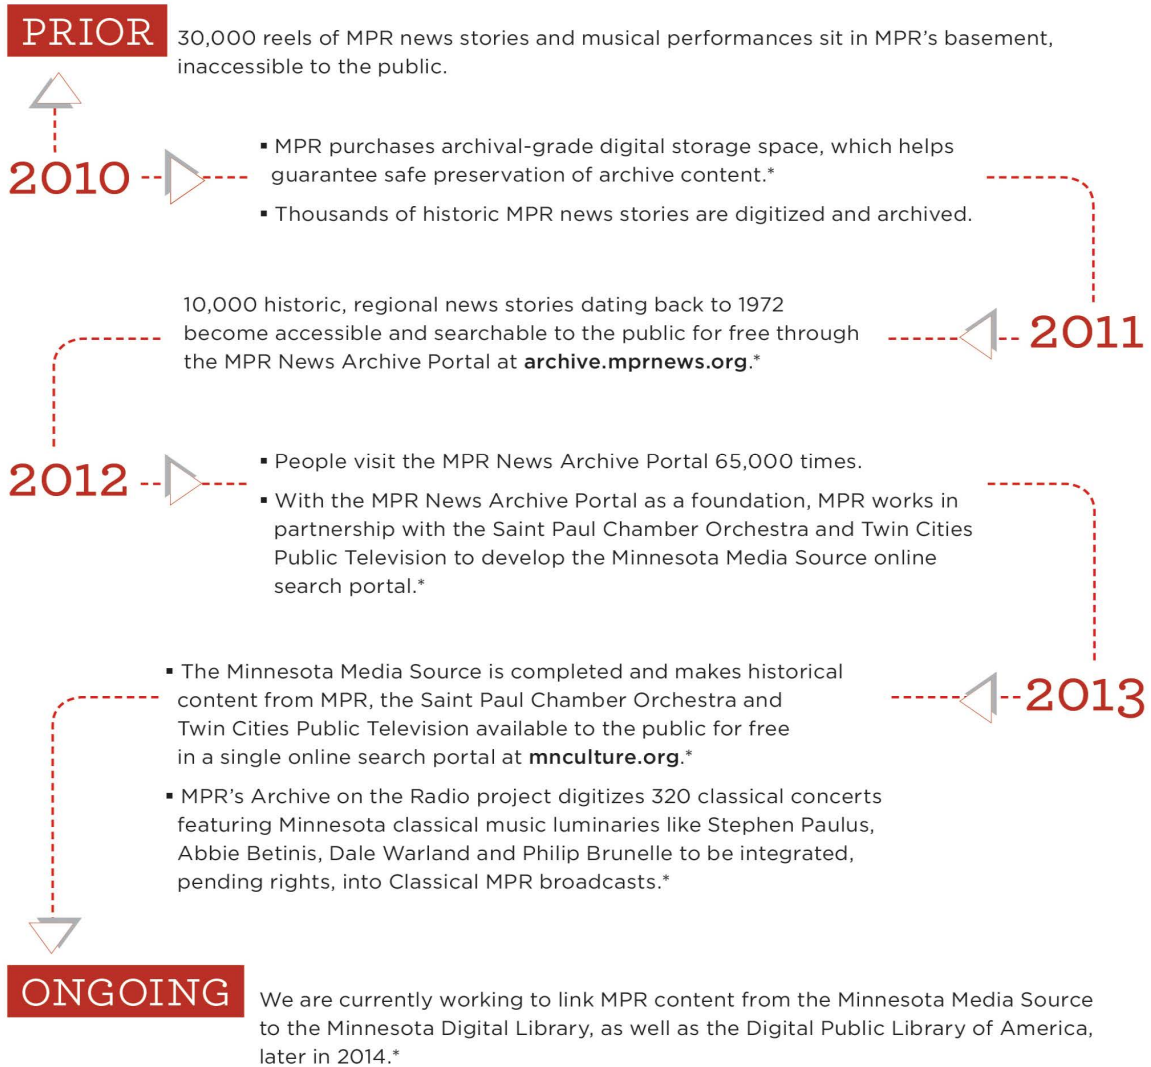 PRIOR
30,000 reels of MPR news stories and musical performances sit in MPR's basement,
inaccessible to the public.
2010
▪ MPR purchases archival-grade digital storage space, which helps
guarantee safe preservation of archive content.*
▪ Thousands of historic MPR news stories are digitized and archived.
2011
10,000 historic, regional news stories dating back to 1972
become accessible and searchable to the public for free through
the MPR News Archive Portal at archive.mprnews.org.*
2012
▪ People visit the MPR News Archive Portal 65,000 times.
▪ With the MPR News Archive Portal as a foundation, MPR works in
partnership with the Saint Paul Chamber Orchestra and Twin Cities
Public Television to develop the Minnesota Media Source online
search portal.*
2013
▪ The Minnesota Media Source is completed and makes historical
content from MPR, the Saint Paul Chamber Orchestra and
Twin Cities Public Television available to the public for free
in a single online search portal at mnculture.org.*
▪ MPR's Archive on the Radio project digitizes 320 classical concerts
featuring Minnesota classical music luminaries like Stephen Paulus,
Abbie Betinis, Dale Warland and Philip Brunelle to be integrated,
pending rights, into Classical MPR broadcasts.*
ONGOING
We are currently working to link MPR content from the Minnesota Media Source
to the Minnesota Digital Library, as well as the Digital Public Library of America,
later in 2014.*